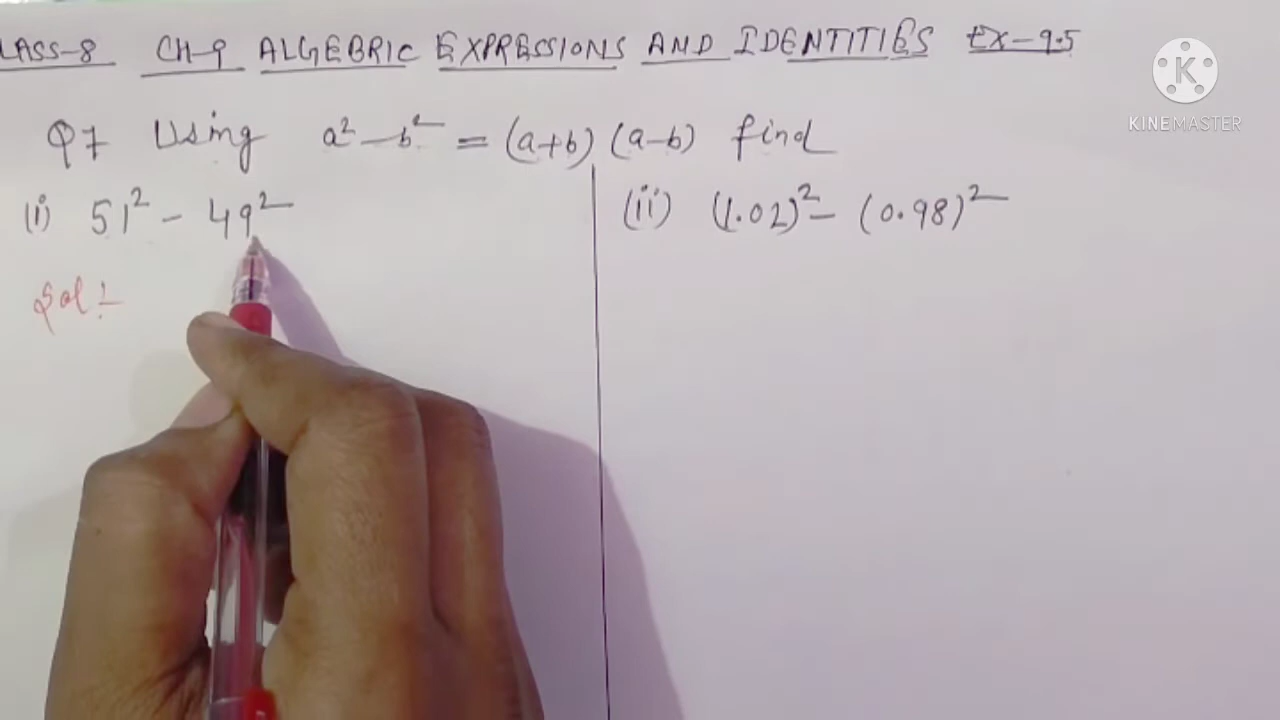 LASS-8 CH-9 ALGEBRIC EXPRESSIONS AND IDENTITIES EX-9.5
K
KINEMASTER
Q7 Using a² - b² = (a+b) (a-b) find
(i) 51² - 49²
(ii) (1.02)² - (0.98)²
Sol: